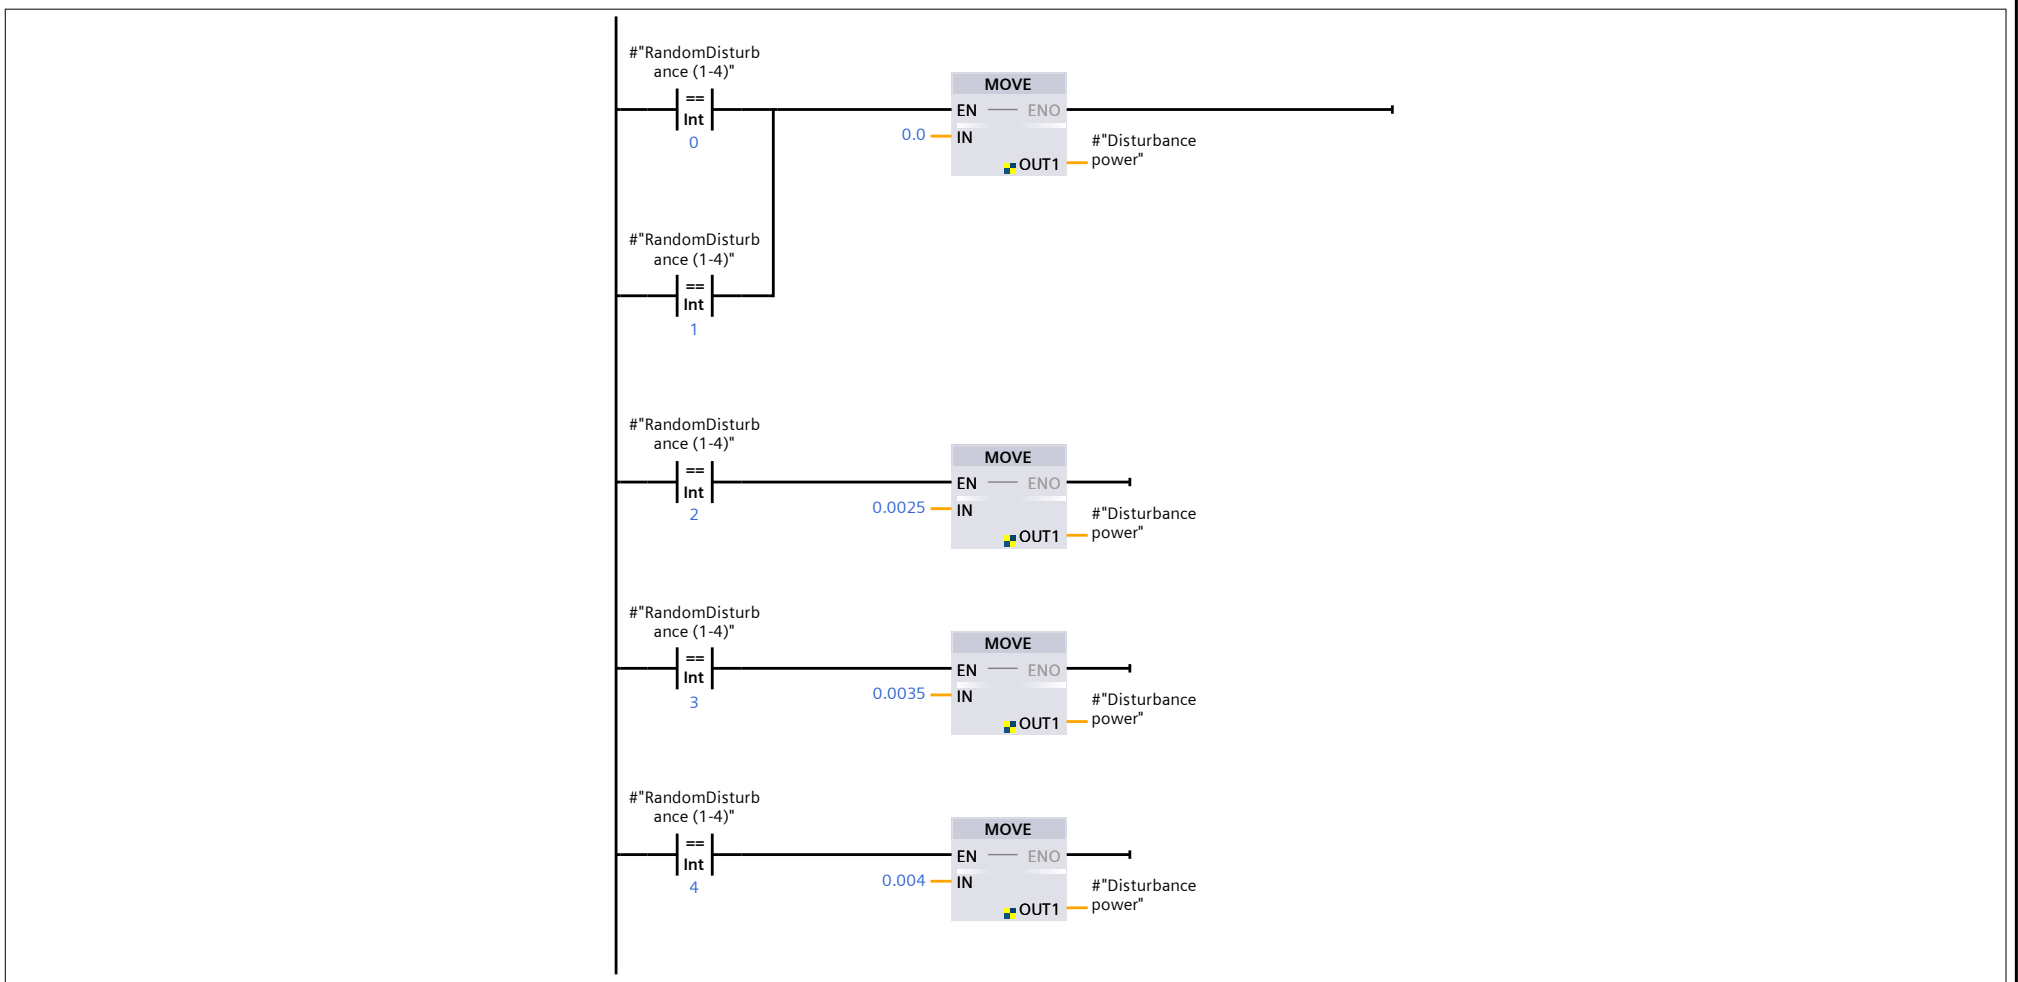 #"RandomDisturb
ance (1-4)"
==
Int
0
MOVE
EN ENO
0.0 IN
OUT1
#"Disturbance
power"
#"RandomDisturb
ance (1-4)"
==
Int
1
#"RandomDisturb
ance (1-4)"
==
Int
2
MOVE
EN ENO
0.0025 IN
OUT1
#"Disturbance
power"
#"RandomDisturb
ance (1-4)"
==
Int
3
MOVE
EN ENO
0.0035 IN
OUT1
#"Disturbance
power"
#"RandomDisturb
ance (1-4)"
==
Int
4
MOVE
EN ENO
0.004 IN
OUT1
#"Disturbance
power"